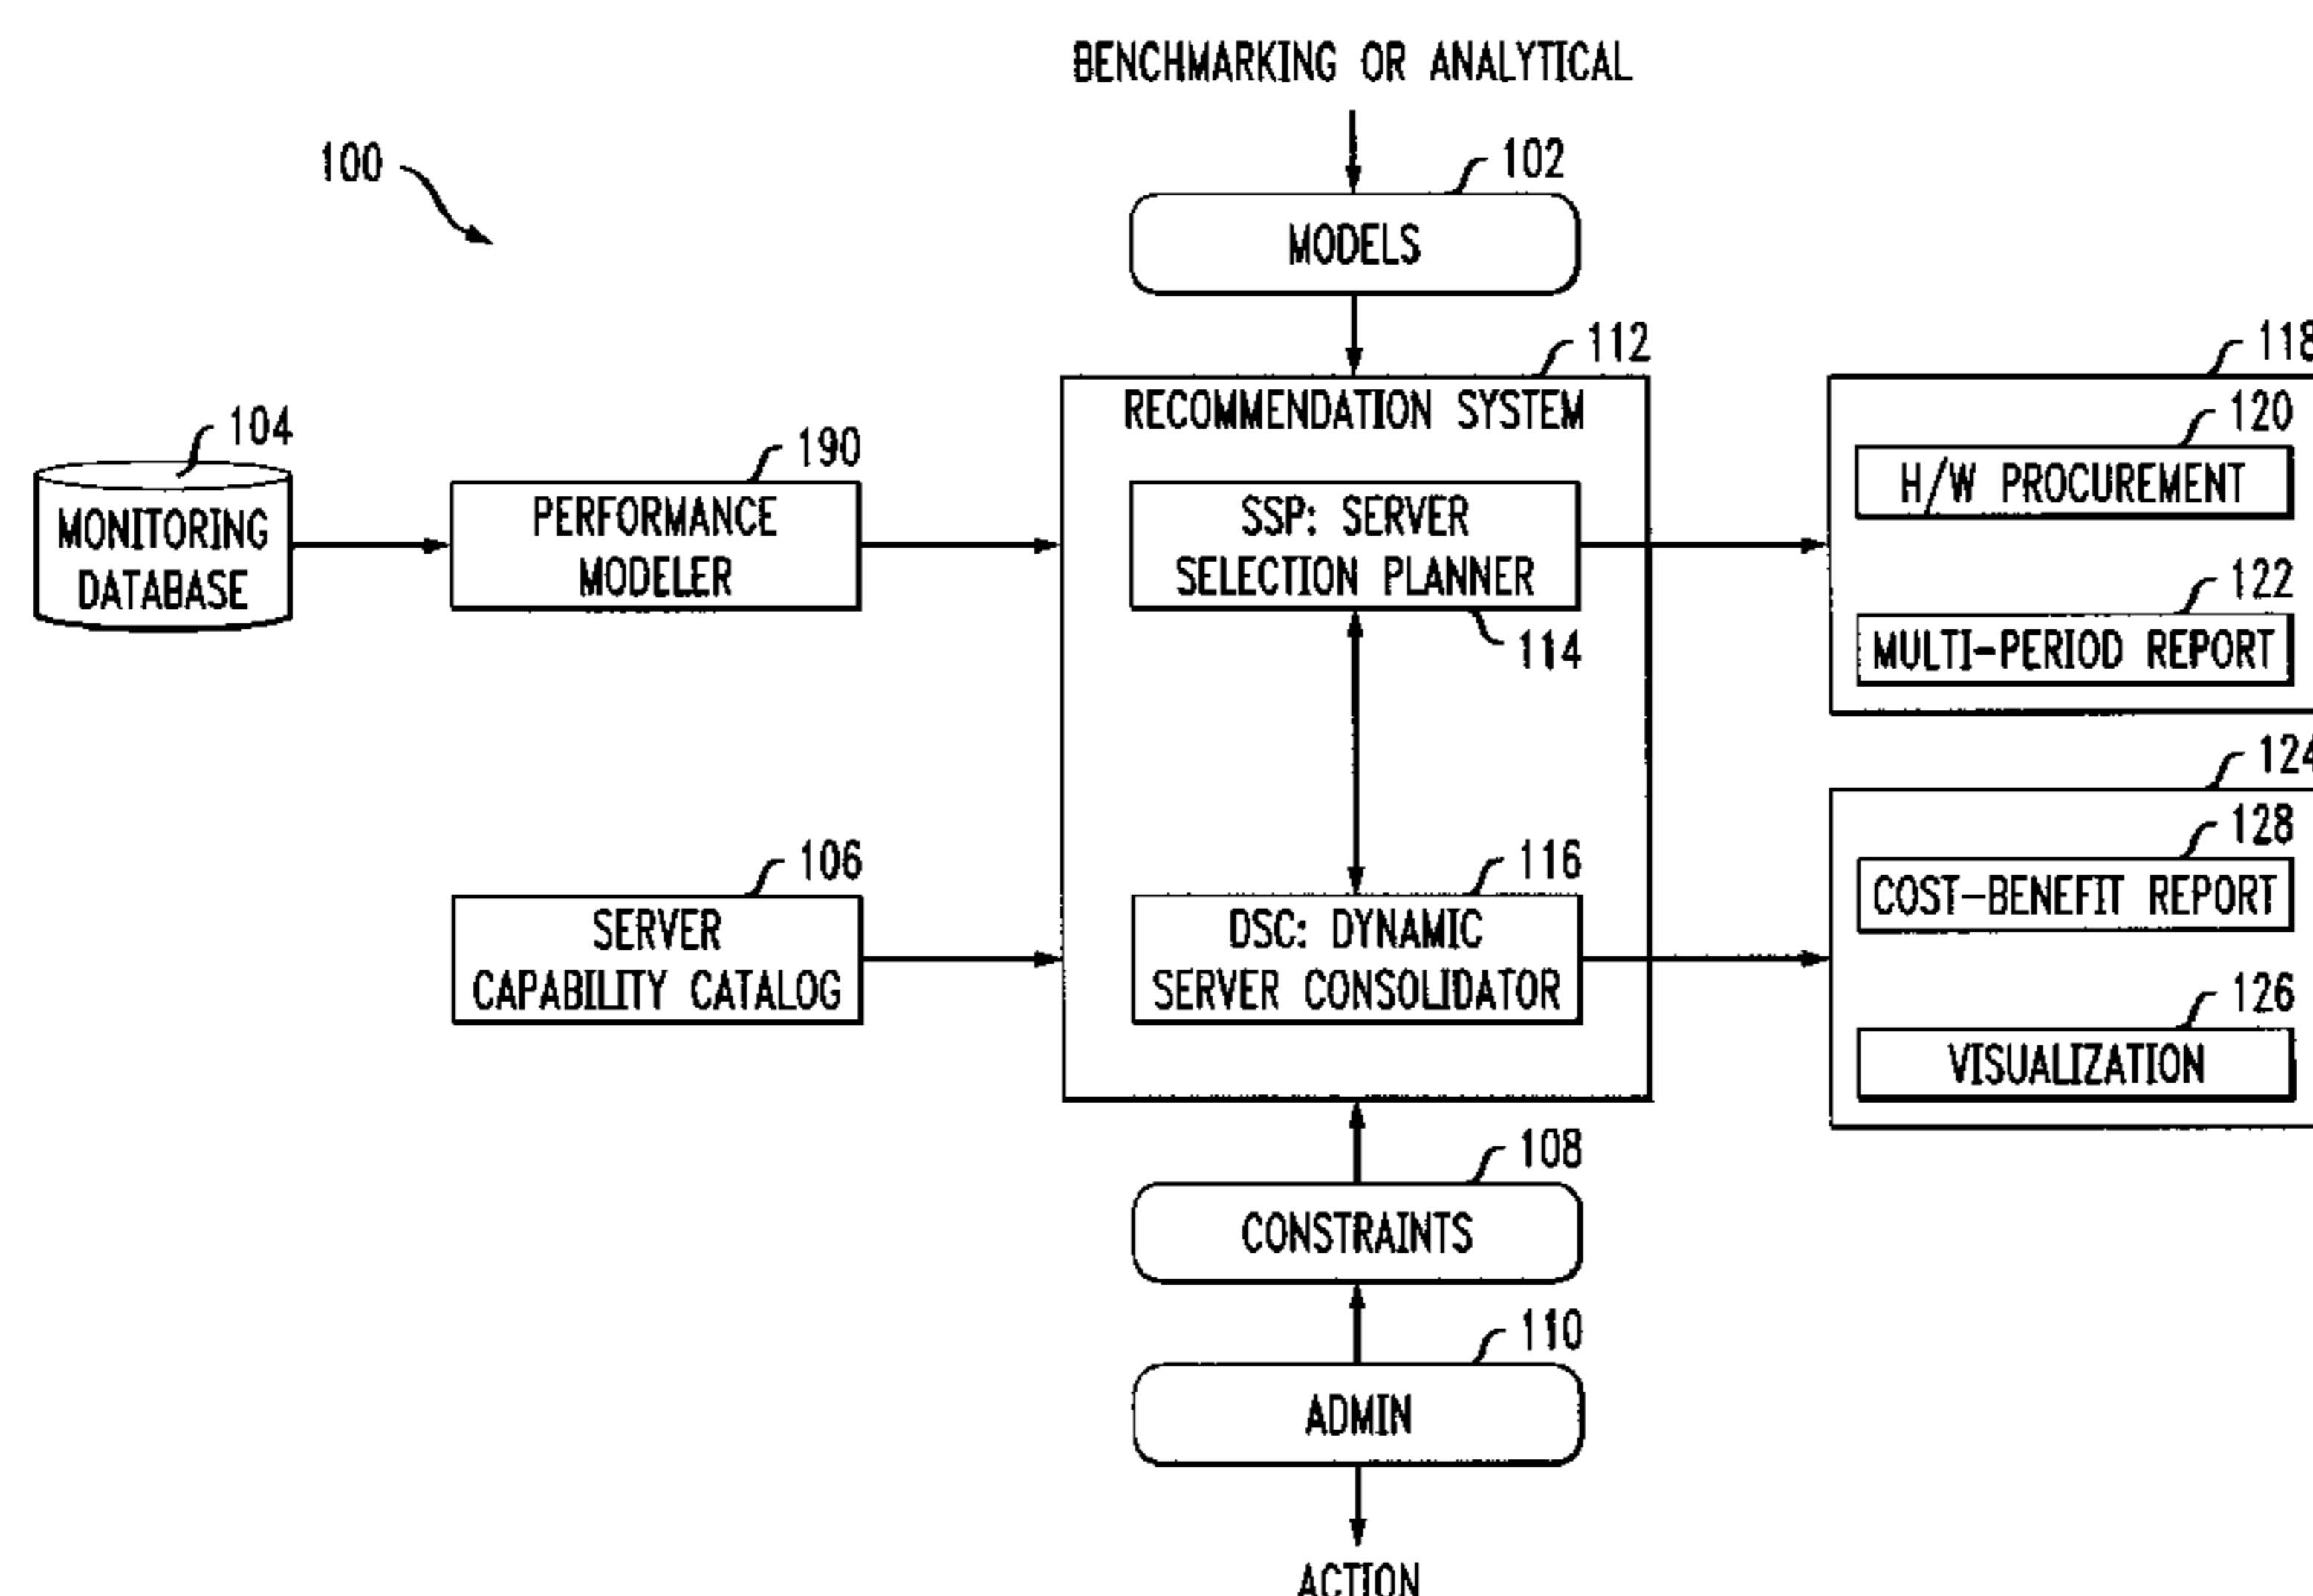 BENCHMARKING OR ANALYTICAL
100
102
MODELS
112
RECOMMENDATION SYSTEM
118
120
H/W PROCUREMENT
122
MULTI-PERIOD REPORT
104
MONITORING
DATABASE
190
PERFORMANCE
MODELER
SSP: SERVER
SELECTION PLANNER
114
124
128
COST-BENEFIT REPORT
126
VISUALIZATION
106
SERVER
CAPABILITY CATALOG
116
DSC: DYNAMIC
SERVER CONSOLIDATOR
108
CONSTRAINTS
110
ADMIN
ACTION